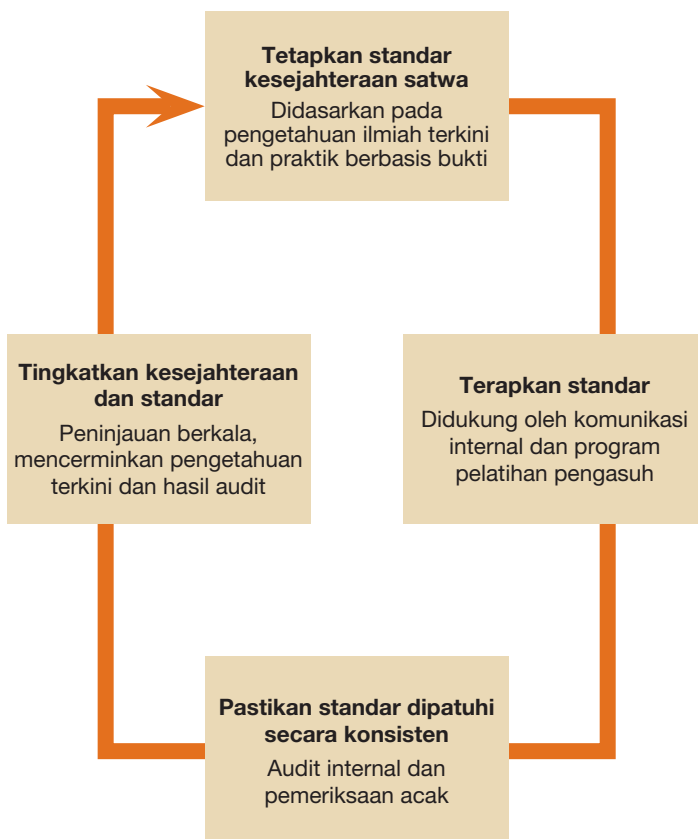 Tetapkan standar
kesejahteraan satwa
Didasarkan pada
pengetahuan ilmiah terkini
dan praktik berbasis bukti
Terapkan standar
Didukung oleh komunikasi
internal dan program
pelatihan pengasuh
Pastikan standar dipatuhi
secara konsisten
Audit internal dan
pemeriksaan acak
Tingkatkan kesejahteraan
dan standar
Peninjauan berkala,
mencerminkan pengetahuan
terkini dan hasil audit